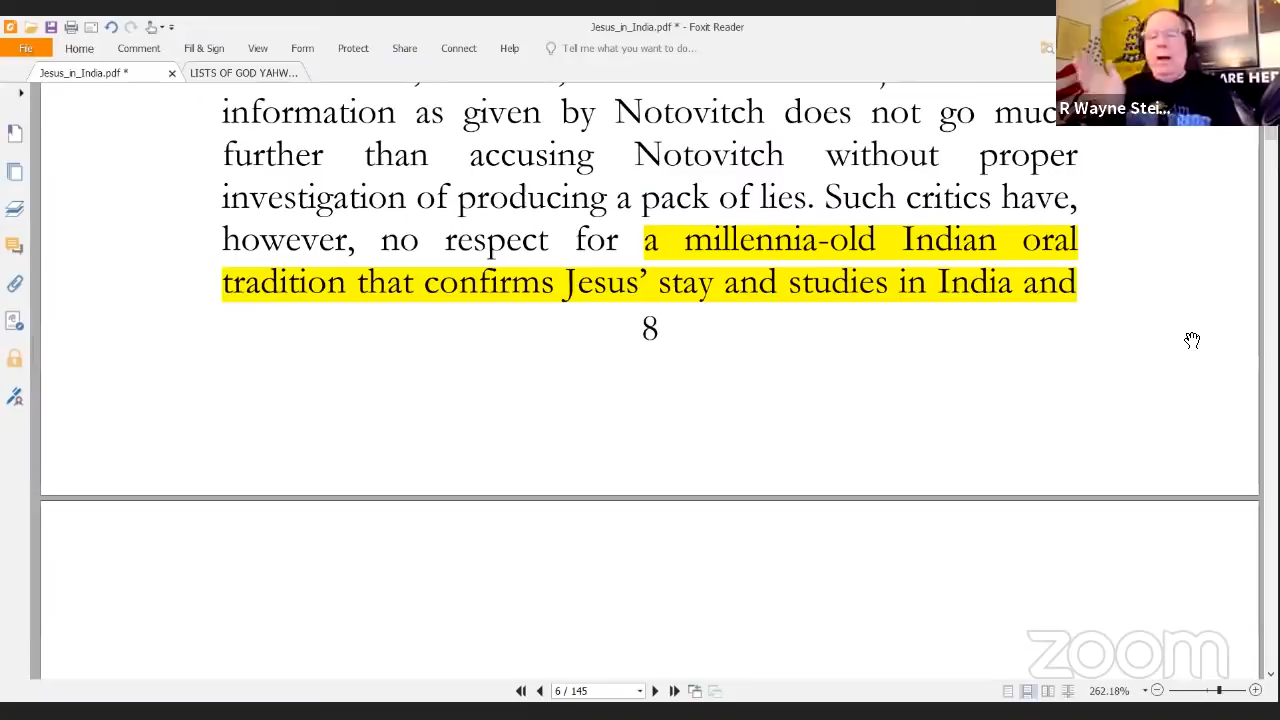 Jesus_in_India.pdf * - Foxit Reader
File Home Comment Fill & Sign View Form Protect Share Connect Help Tell me what you want to do...
Jesus_in_India.pdf * LISTS OF GOD YAHW...
ARE HE
R Wayne Stei...
information as given by Notovitch does not go muc
further than accusing Notovitch without proper
investigation of producing a pack of lies. Such critics have,
however, no respect for a millennia-old Indian oral
tradition that confirms Jesus’ stay and studies in India and
8
zoom
6 / 145
262.18%